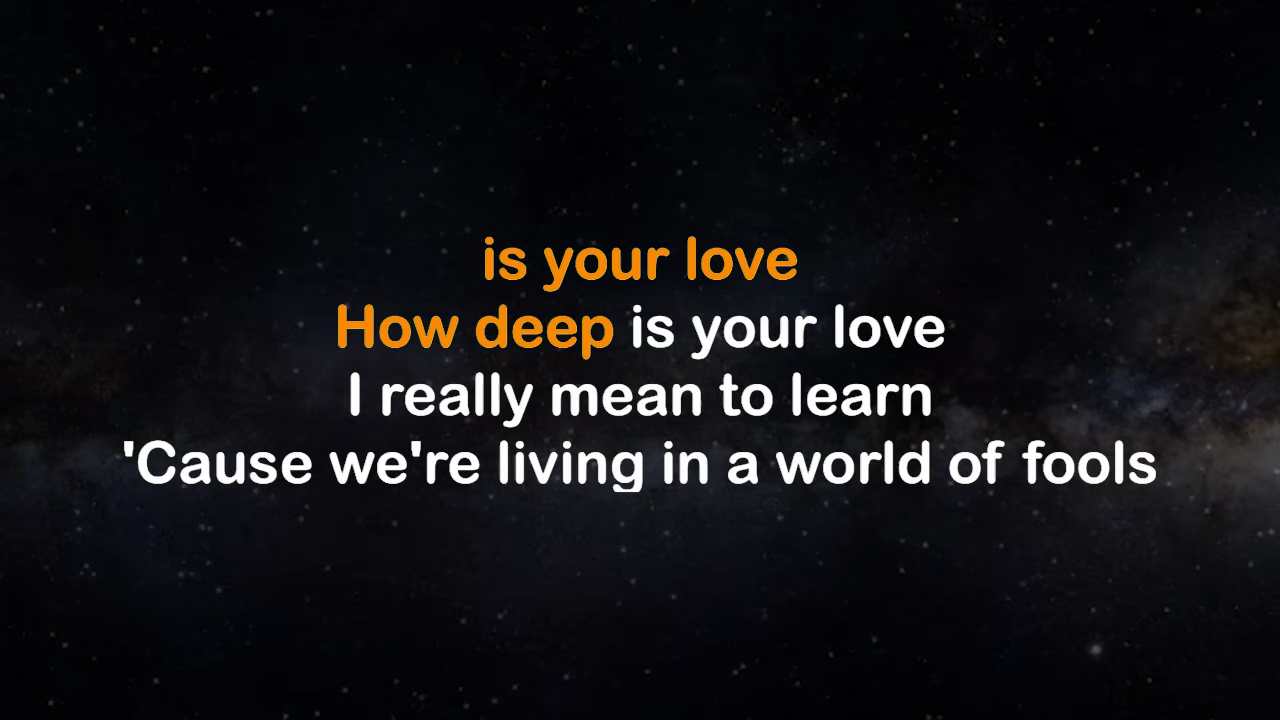 is your love
How deep is your love
I really mean to learn
'Cause we're living in a world of fools